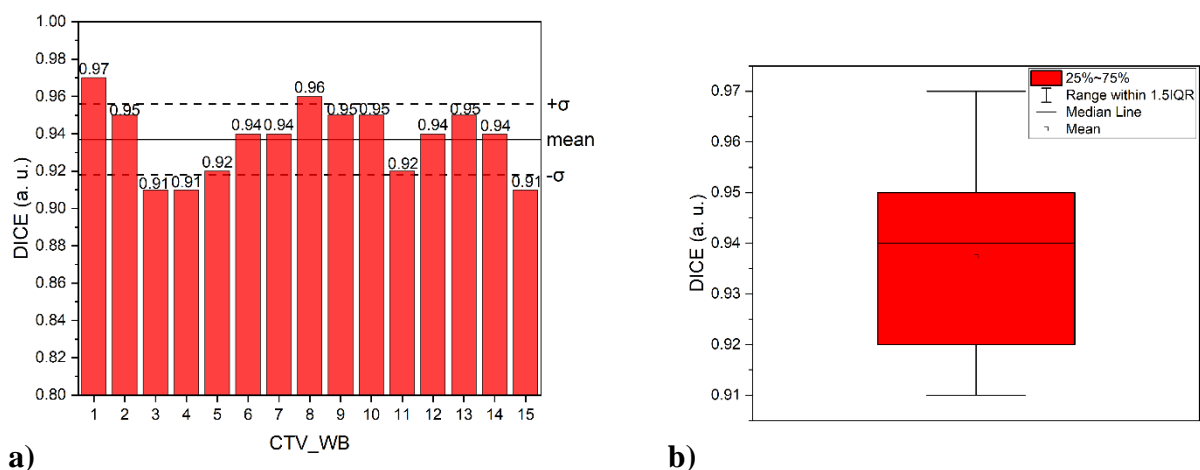 1.00
0.98
0.96
0.94
0.92
0.90
0.88
0.86
0.84
0.82
0.80
DICE (a. u.)
0.97
0.95
0.91
0.91
0.92
0.94
0.94
0.96
0.95
0.95
0.92
0.94
0.95
0.94
0.91
+σ
mean
-σ
1 2 3 4 5 6 7 8 9 10 11 12 13 14 15
CTV_WB
a)
25%~75%
Range within 1.5IQR
Median Line
Mean
0.97
0.96
0.95
0.94
0.93
0.92
0.91
DICE (a. u.)
b)